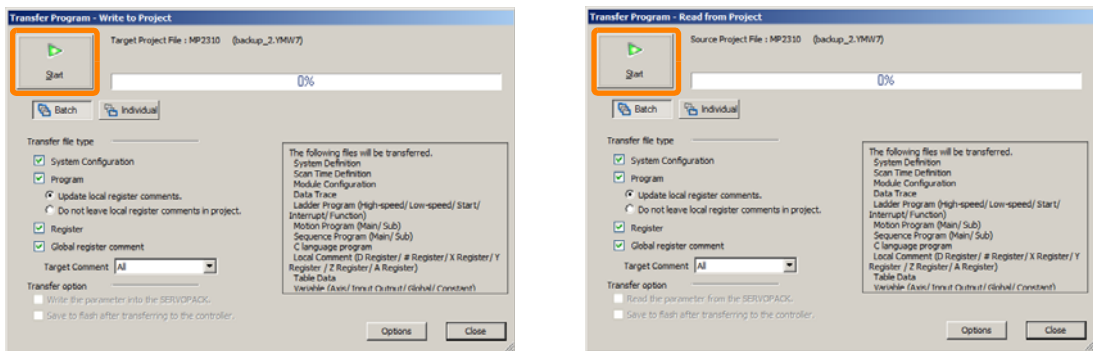 Transfer Program - Write to Project
Start
Target Project File : MP2310 (backup_2.YMW7)
0%
Batch
Individual
Transfer file type
System Configuration
Program
Update local register comments.
Do not leave local register comments in project.
Register
Global register comment
Target Comment All
The following files will be transferred.
System Definition
Scan Time Definition
Module Configuration
Data Trace
Ladder Program (High-speed/ Low-speed/ Start/
Interrupt/ Function)
Motion Program (Main/ Sub)
Sequence Program (Main/ Sub)
C language program
Local Comment (D Register/ # Register/ X Register/ Y
Register / Z Register/ A Register)
Table Data
Variable (Axis/ Input Output/ Global/ Constant)
Transfer option
Write the parameter into the SERVOPACK.
Save to flash after transferring to the controller.
Options
Close
Transfer Program - Read from Project
Start
Source Project File : MP2310 (backup_2.YMW7)
0%
Batch
Individual
Transfer file type
System Configuration
Program
Update local register comments.
Do not leave local register comments in project.
Register
Global register comment
Target Comment All
The following files will be transferred.
System Definition
Scan Time Definition
Module Configuration
Data Trace
Ladder Program (High-speed/ Low-speed/ Start/
Interrupt/ Function)
Motion Program (Main/ Sub)
Sequence Program (Main/ Sub)
C language program
Local Comment (D Register/ # Register/ X Register/ Y
Register / Z Register/ A Register)
Table Data
Variable (Axis/ Input Output/ Global/ Constant)
Transfer option
Read the parameter from the SERVOPACK.
Save to flash after transferring to the controller.
Options
Close